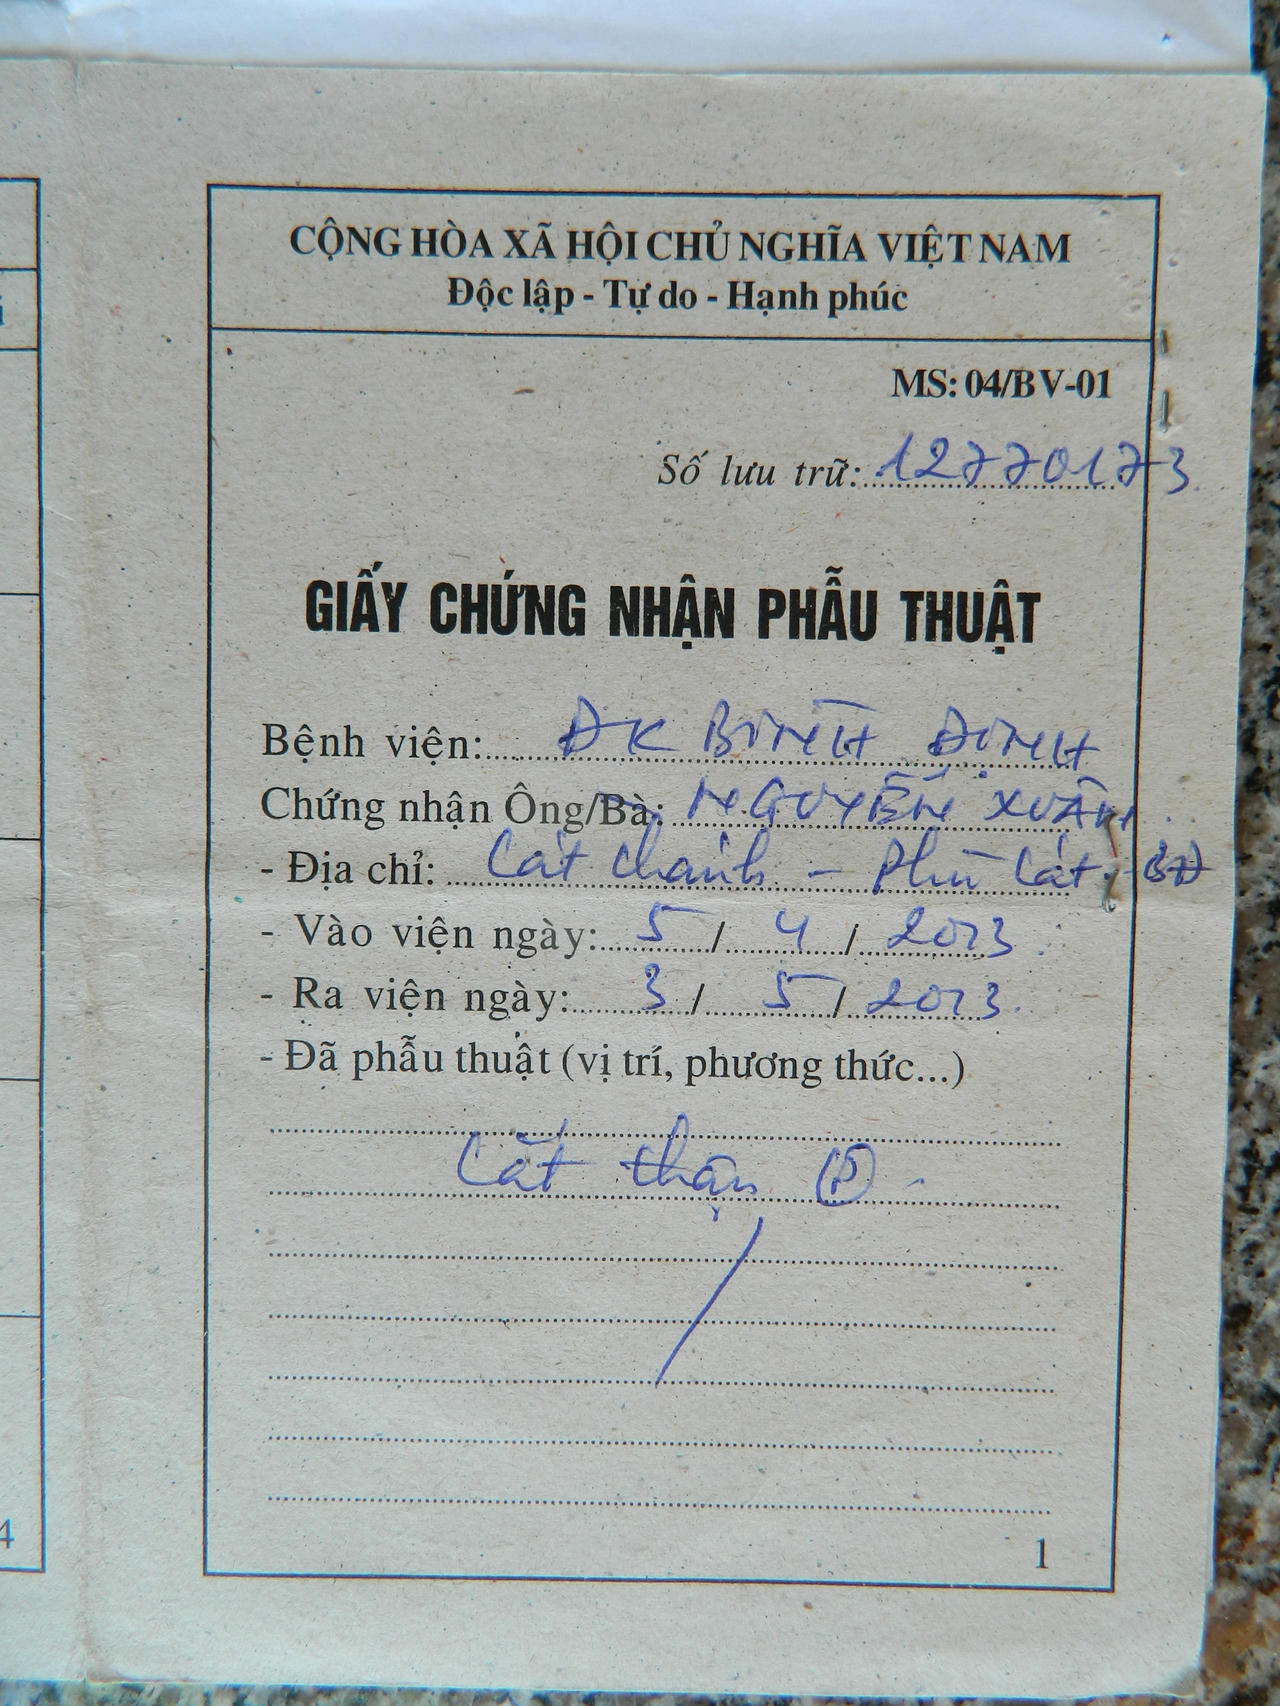 CỘNG HÒA XÃ HỘI CHỦ NGHĨA VIỆT NAM
Độc lập - Tự do - Hạnh phúc
MS: 04/BV-01
Số lưu trữ: 12770173
GIẤY CHỨNG NHẬN PHẪU THUẬT
Bệnh viện: ĐK BÌNH ĐỊNH
Chứng nhận Ông/Bà: NGUYỄN XUÂN
- Địa chỉ: Cát thành - Phù Cát - BĐ
- Vào viện ngày: 5 / 4 / 2013
- Ra viện ngày: 3 / 5 / 2013
- Đã phẫu thuật (vị trí, phương thức...)
Cắt thận (P)
1
4